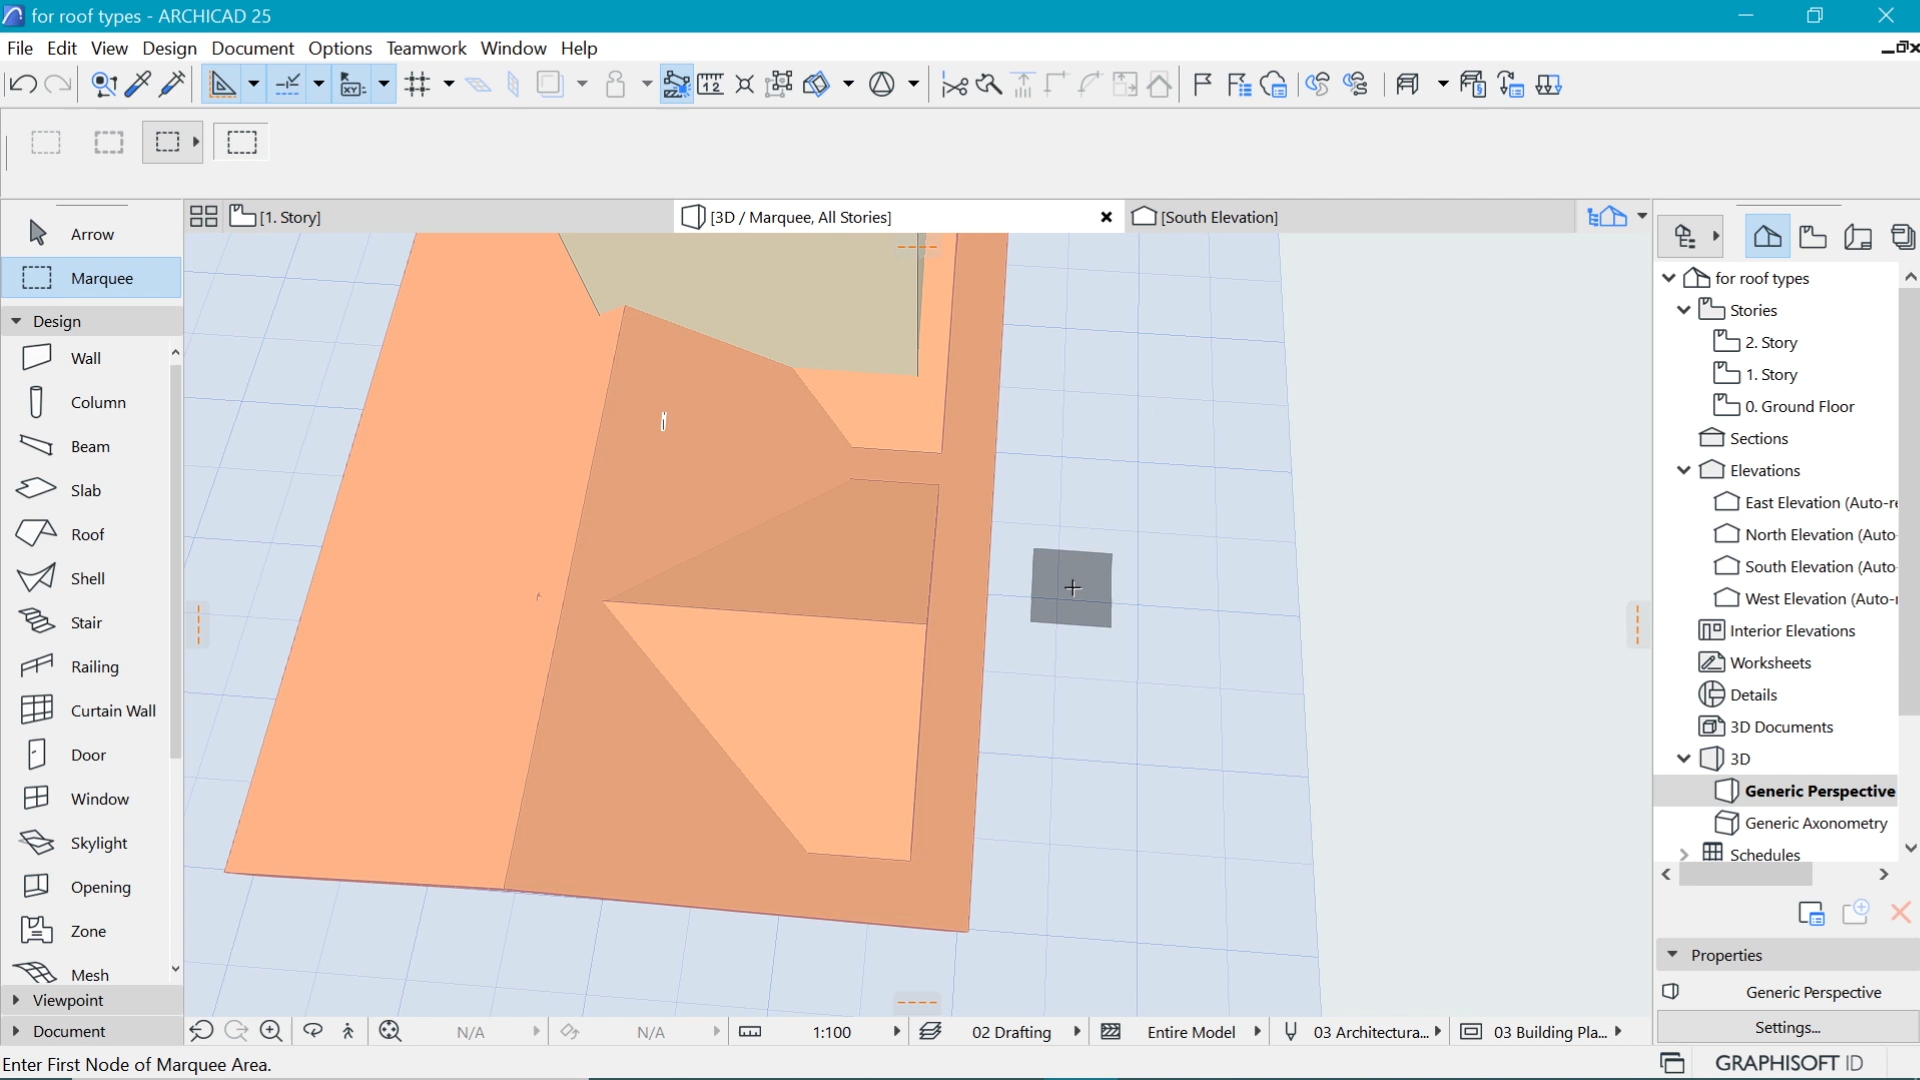 for roof types - ARCHICAD 25
File Edit View Design Document Options Teamwork Window Help
[1. Story]
[3D / Marquee, All Stories]
[South Elevation]
Arrow
Marquee
Design
Wall
Column
Beam
Slab
Roof
Shell
Stair
Railing
Curtain Wall
Door
Window
Skylight
Opening
Zone
Mesh
Viewpoint
Document
for roof types
Stories
2. Story
1. Story
0. Ground Floor
Sections
Elevations
East Elevation (Auto-re
North Elevation (Auto-
South Elevation (Auto-
West Elevation (Auto-r
Interior Elevations
Worksheets
Details
3D Documents
3D
Generic Perspective
Generic Axonometry
Schedules
Properties
Generic Perspective
Settings...
N/A N/A 1:100 02 Drafting Entire Model 03 Architectura... 03 Building Pla...
Enter First Node of Marquee Area.
GRAPHISOFT ID